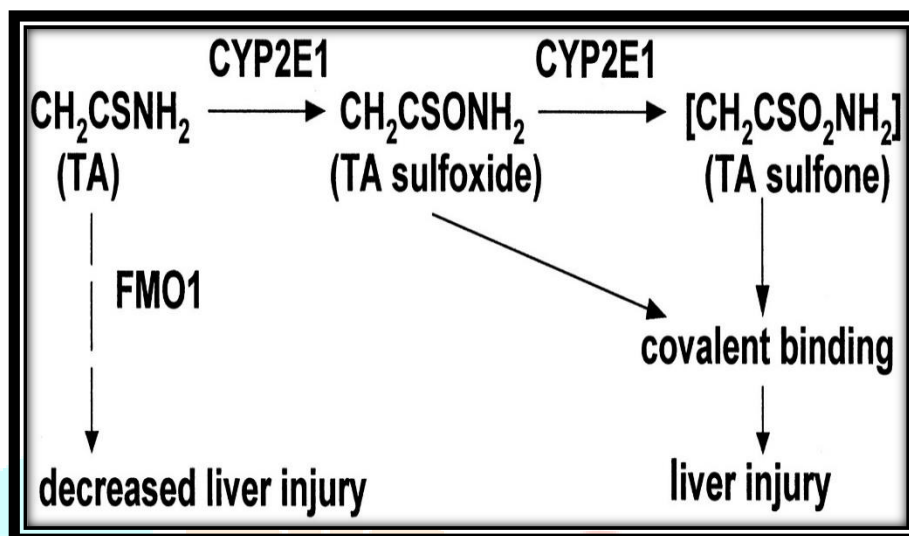 CYP2E1 CYP2E1
CH₂CSNH₂ CH₂CSONH₂ [CH₂CSO₂NH₂]
(TA) (TA sulfoxide) (TA sulfone)
FMO1
covalent binding
decreased liver injury liver injury